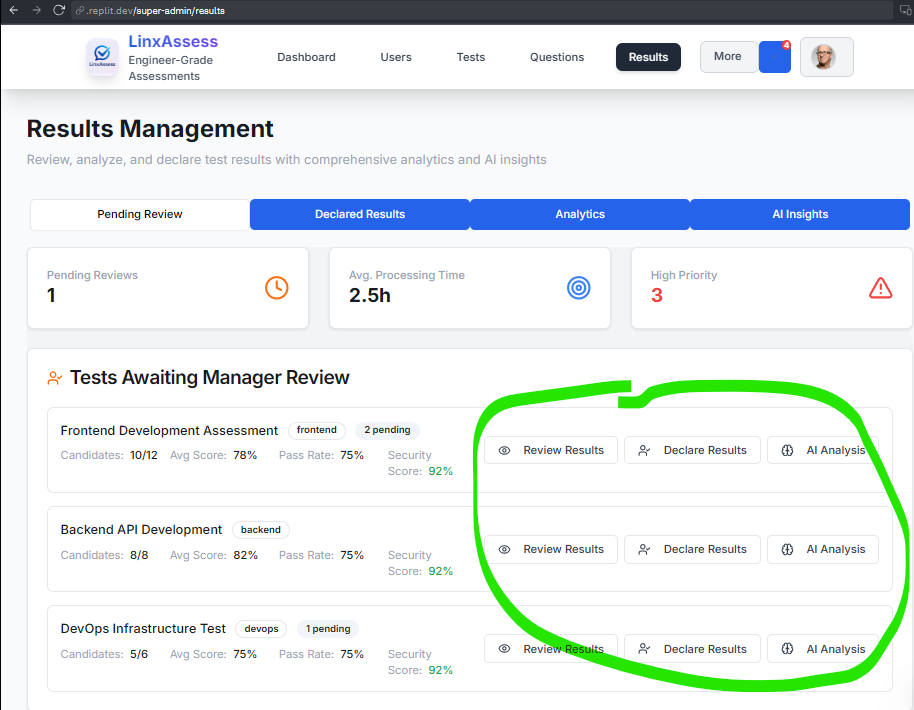 .replit.dev/super-admin/results
LinxAssess
Engineer-Grade
Assessments
LinxAssess
Dashboard
Users
Tests
Questions
Results
More
4
Results Management
Review, analyze, and declare test results with comprehensive analytics and AI insights
Pending Review
Declared Results
Analytics
AI Insights
Pending Reviews
1
Avg. Processing Time
2.5h
High Priority
3
Tests Awaiting Manager Review
Frontend Development Assessment frontend 2 pending
Candidates: 10/12 Avg Score: 78% Pass Rate: 75% Security
Score: 92%
Review Results Declare Results AI Analysis
Backend API Development backend
Candidates: 8/8 Avg Score: 82% Pass Rate: 75% Security
Score: 92%
Review Results Declare Results AI Analysis
DevOps Infrastructure Test devops 1 pending
Candidates: 5/6 Avg Score: 75% Pass Rate: 75% Security
Score: 92%
Review Results Declare Results AI Analysis